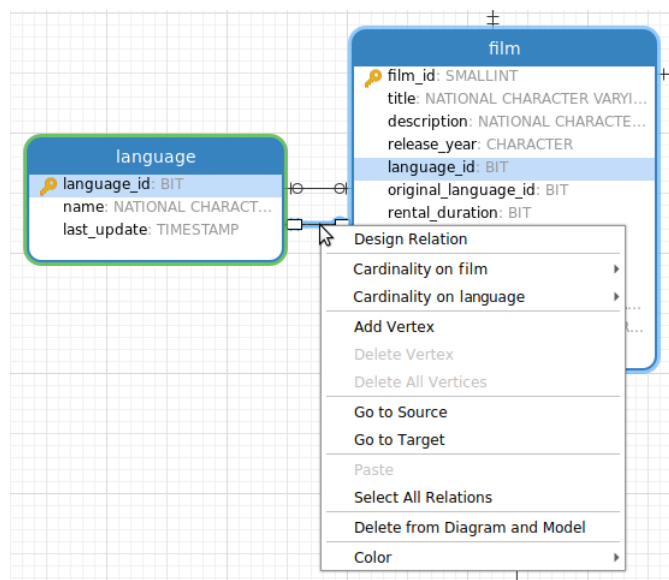 film
film_id: SMALLINT
title: NATIONAL CHARACTER VARYI...
description: NATIONAL CHARACTE...
release_year: CHARACTER
language_id: BIT
original_language_id: BIT
rental_duration: BIT
language
language_id: BIT
name: NATIONAL CHARACT...
last_update: TIMESTAMP
Design Relation
Cardinality on film
Cardinality on language
Add Vertex
Delete Vertex
Delete All Vertices
Go to Source
Go to Target
Paste
Select All Relations
Delete from Diagram and Model
Color